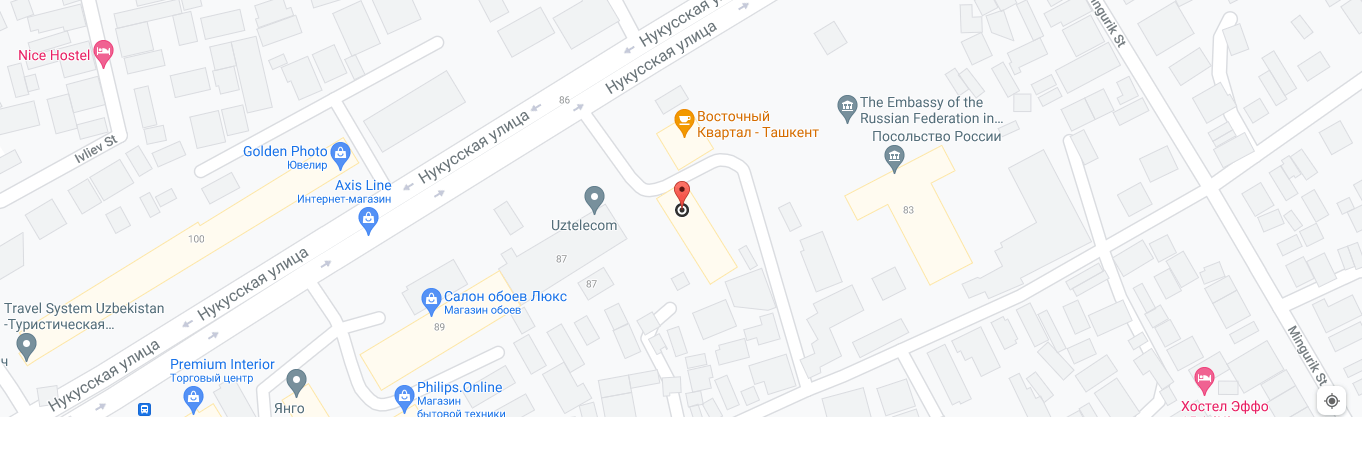 Nice Hostel
Нукусская улица
Нукусская улица
Mingurik St
86
Восточный
Квартал - Ташкент
The Embassy of the
Russian Federation in...
Посольство России
Ivliev St
Golden Photo
Ювелир
Нукусская улица
Axis Line
Интернет-магазин
Uztelecom
83
100
87
87
Нукусская улица
Салон обоев Люкс
Магазин обоев
89
Travel System Uzbekistan
-Туристическая...
ч
Нукусская улица
Premium Interior
Торговый центр
Янго
Philips.Online
Магазин
бытовой техники
Mingurik St
Хостел Эффо